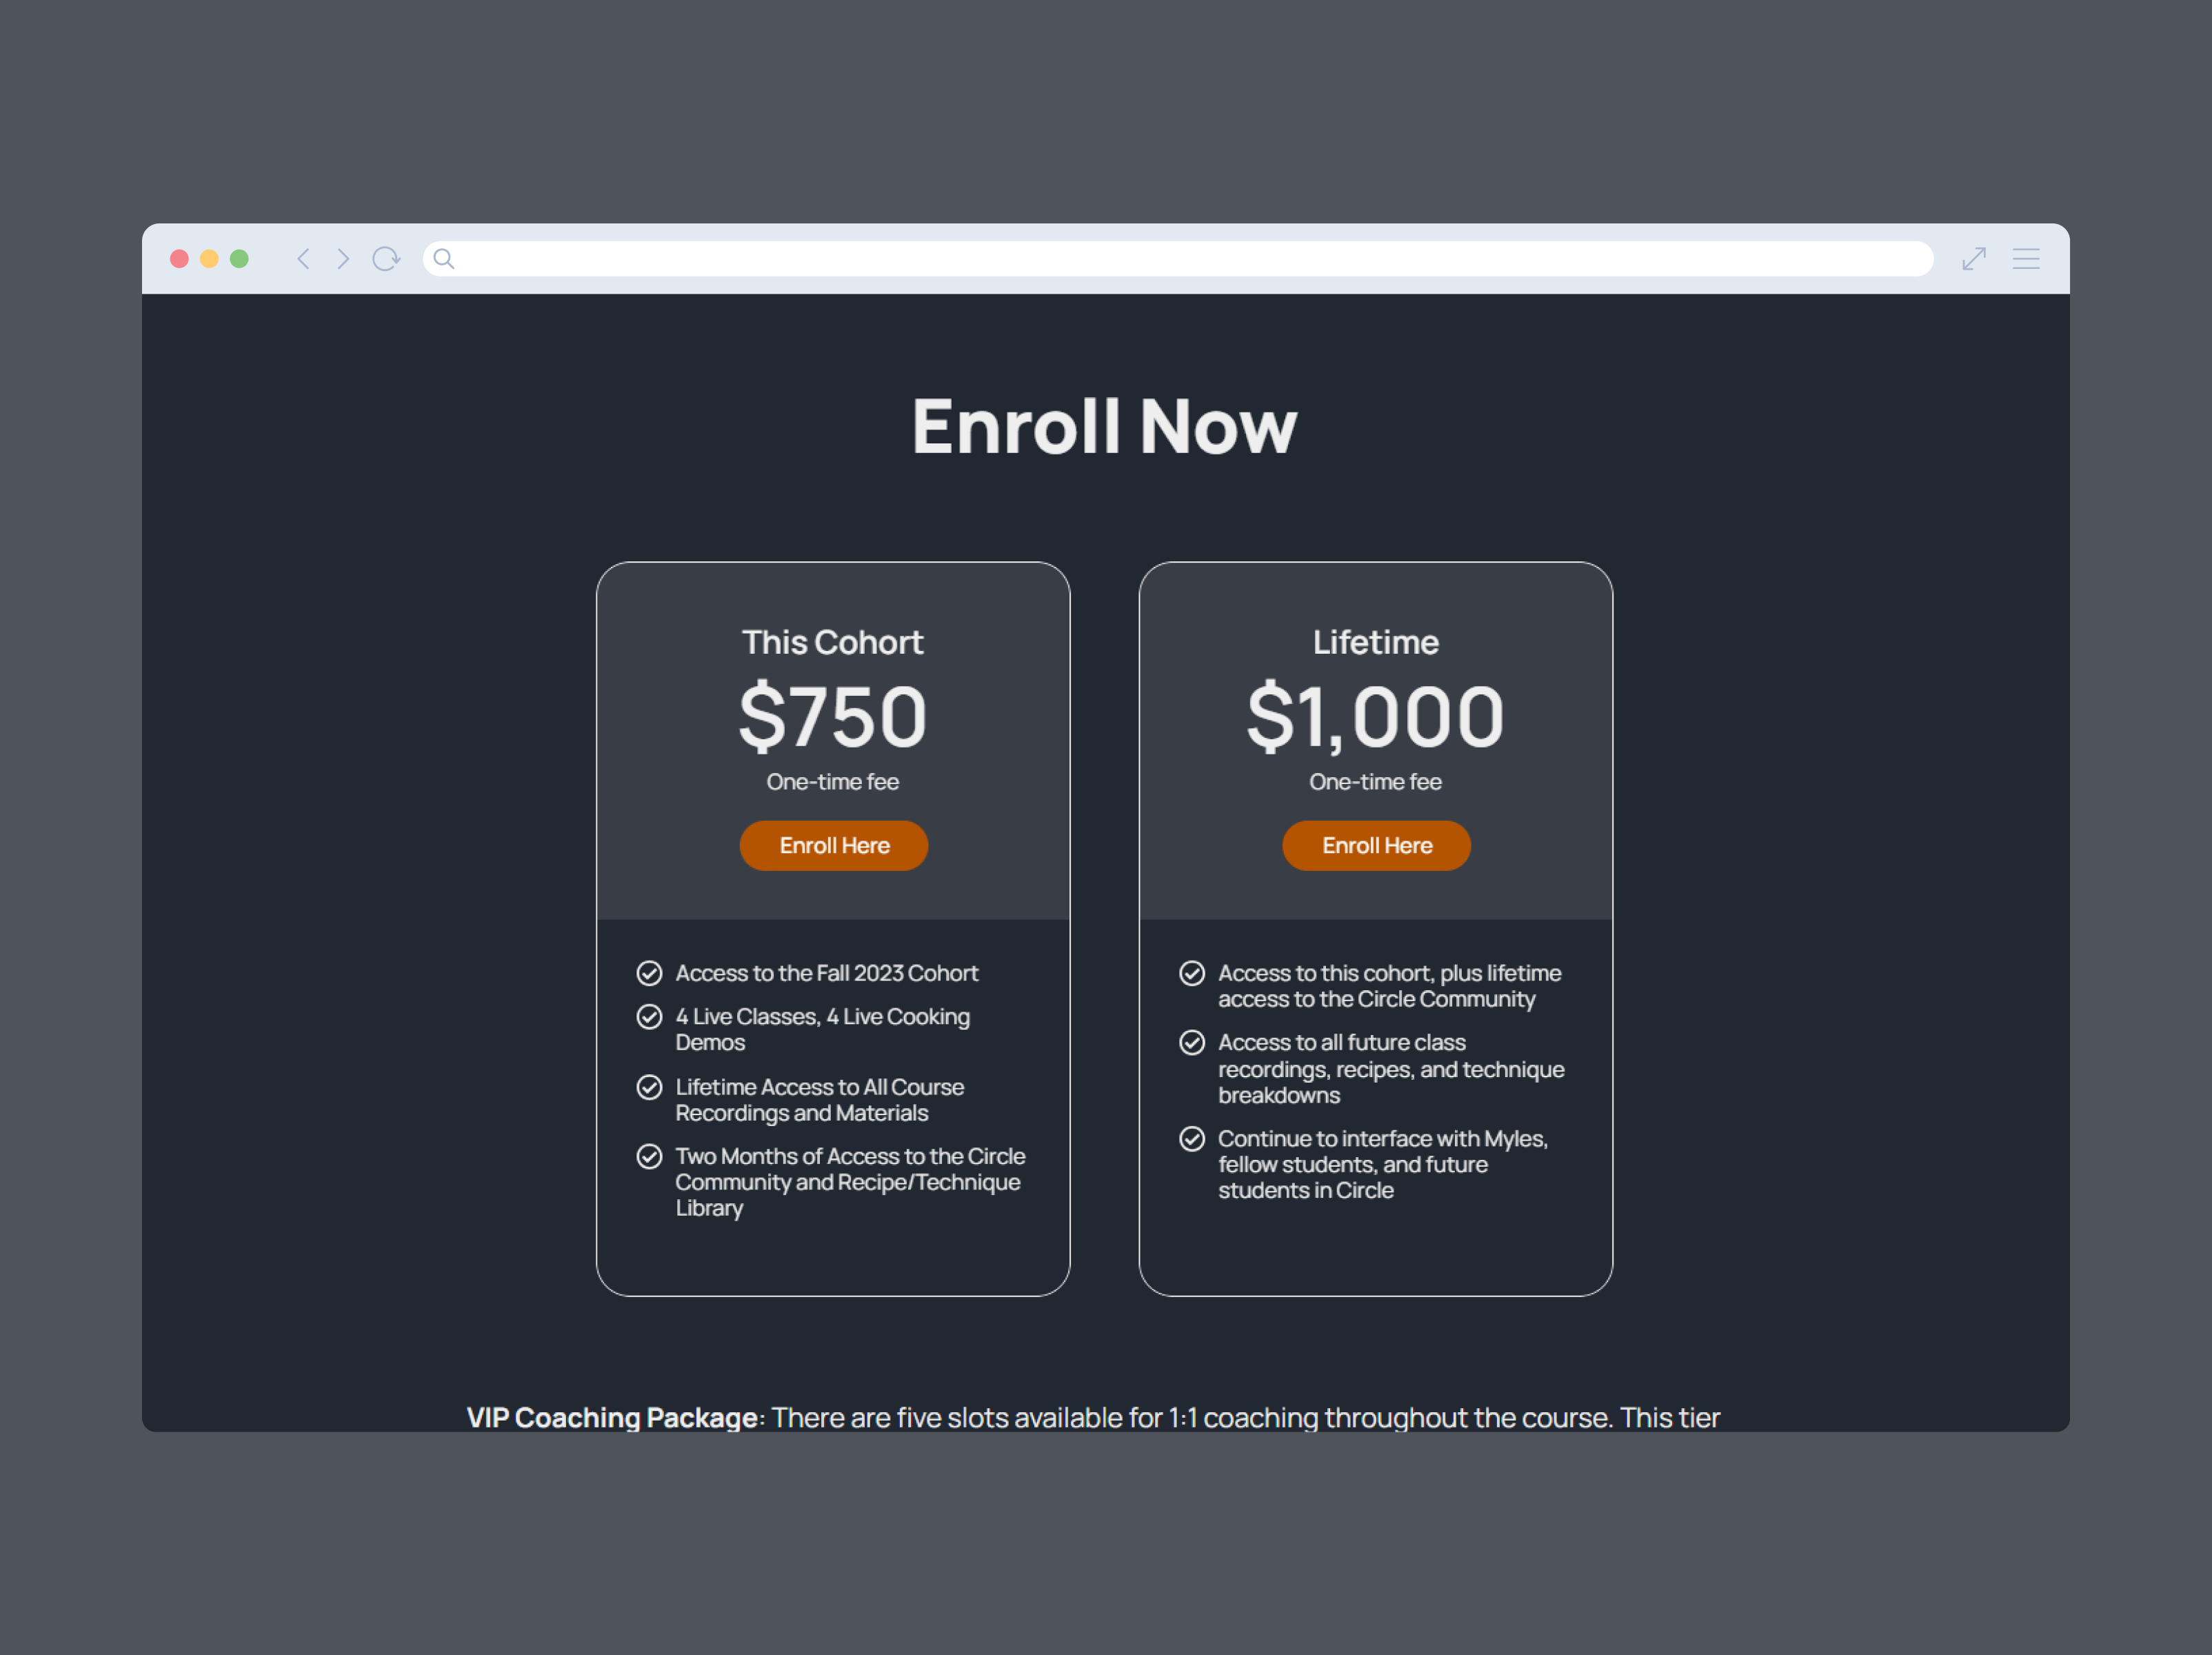 Enroll Now
This Cohort
$750
One-time fee
Enroll Here
Access to the Fall 2023 Cohort
4 Live Classes, 4 Live Cooking
Demos
Lifetime Access to All Course
Recordings and Materials
Two Months of Access to the Circle
Community and Recipe/Technique
Library
Lifetime
$1,000
One-time fee
Enroll Here
Access to this cohort, plus lifetime
access to the Circle Community
Access to all future class
recordings, recipes, and technique
breakdowns
Continue to interface with Myles,
fellow students, and future
students in Circle
VIP Coaching Package: There are five slots available for 1:1 coaching throughout the course. This tier